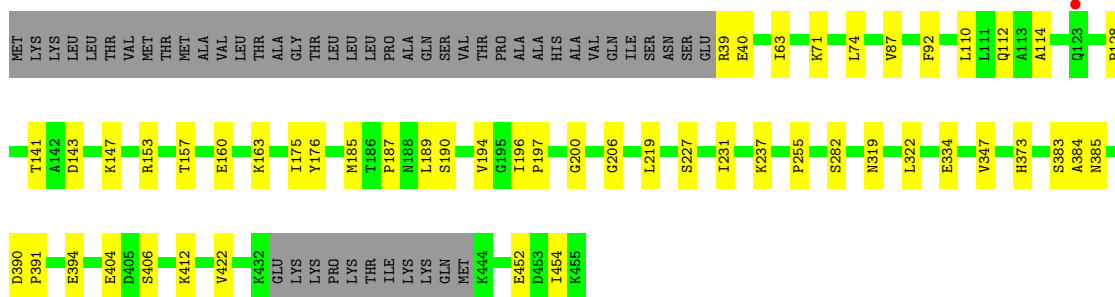 MET LYS LYS LEU LEU THR VAL MET THR MET ALA VAL LEU THR ALA GLY THR LEU LEU LEU PRO ALA GLN SER VAL THR PRO ALA ALA HIS ALA VAL GLN ILE SER ASN SER GLU R39 E40 I63 K71 L74 V87 F92 L110 L111 Q112 A113 A114 Q123
T141 A142 D143 K147 R153 T157 E160 K163 I175 Y176 M185 T186 P187 N188 L189 S190 V194 G195 I196 P197 G200 G206 L219 S227 I231 K237 P255 S282 N319 L322 E334 V347 H373 S383 A384 N385
D390 P391 E394 E404 D405 S406 K412 V422 K432 GLU LYS LYS PRO LYS THR ILE LYS LYS GLN MET K444 E452 D453 I454 K455